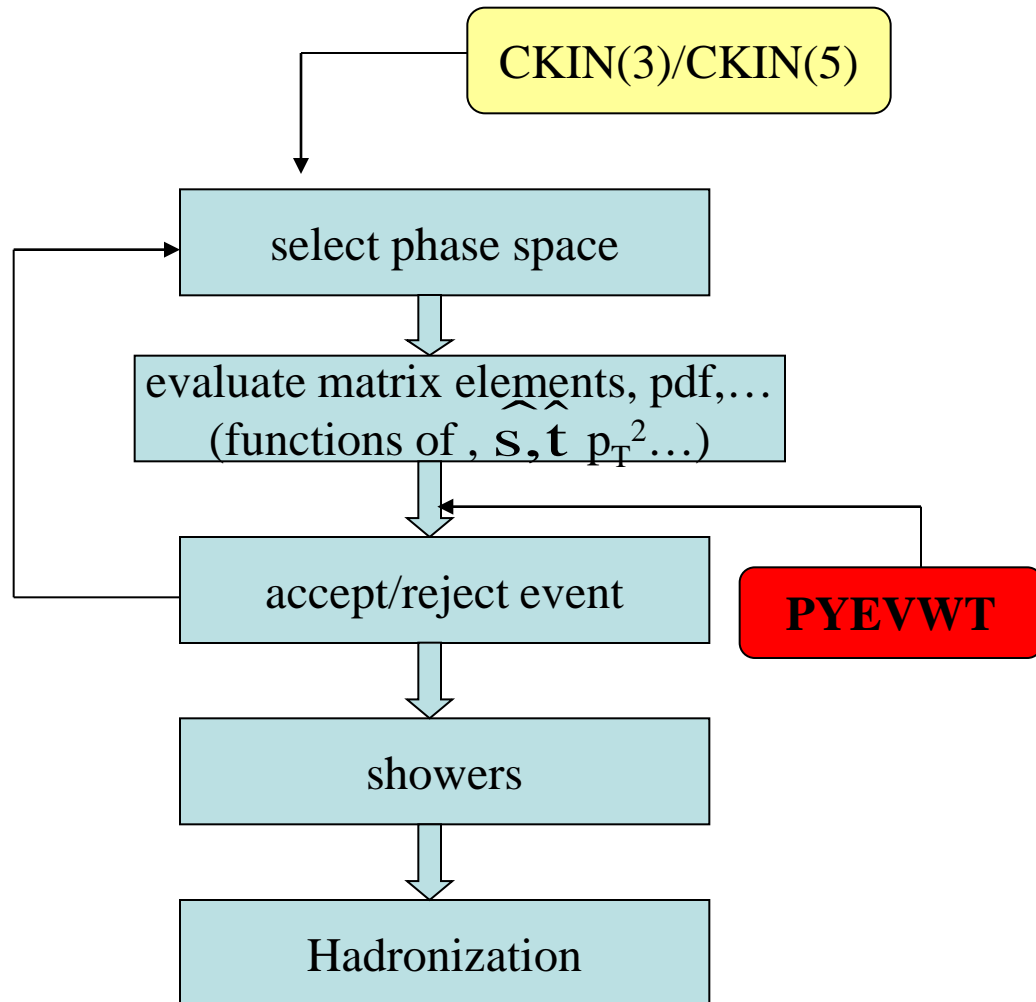 CKIN(3)/CKIN(5)
select phase space
evaluate matrix elements, pdf,…
(functions of , ŝ, t̂ p_T²…)
accept/reject event
PYEVWT
showers
Hadronization